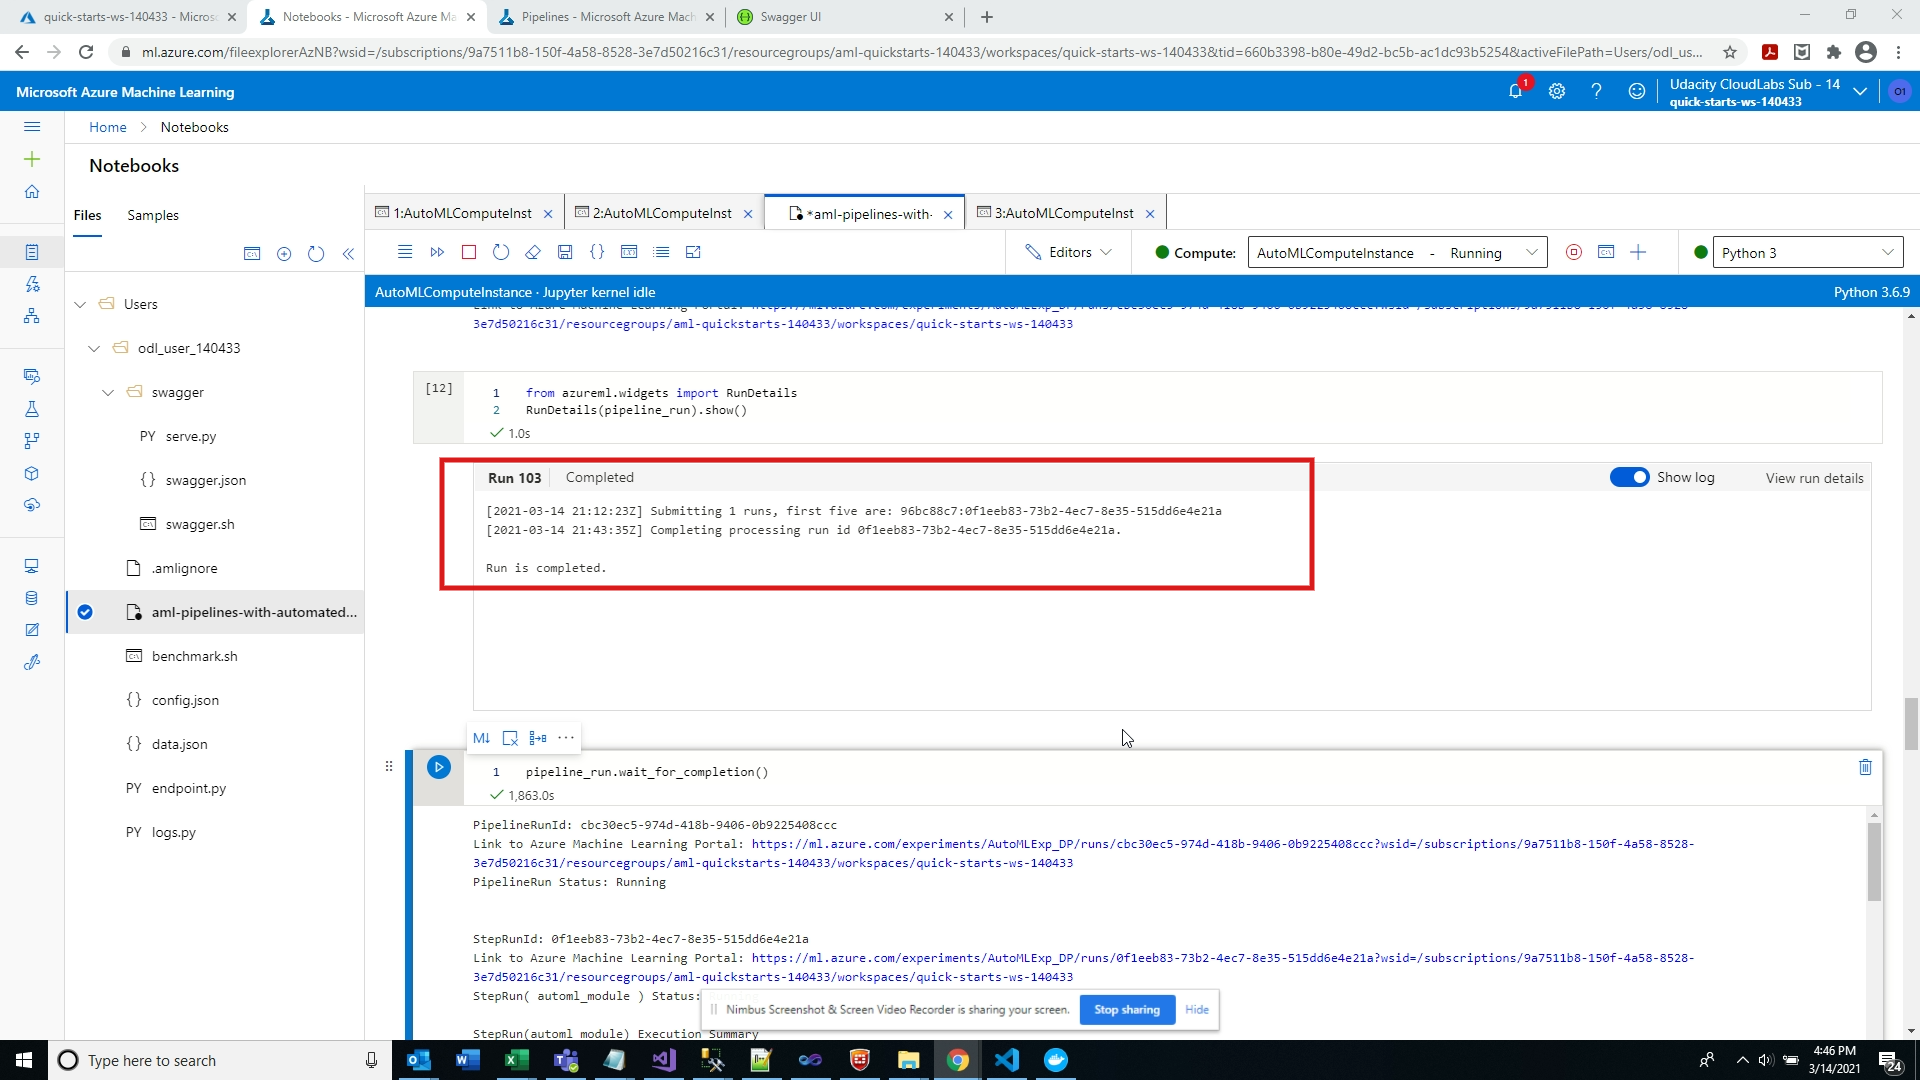 quick-starts-ws-140433 - Micros
Notebooks - Microsoft Azure Ma
Pipelines - Microsoft Azure Mach
Swagger UI
ml.azure.com/fileexplorerAzNB?wsid=/subscriptions/9a7511b8-150f-4a58-8528-3e7d50216c31/resourcegroups/aml-quickstarts-140433/workspaces/quick-starts-ws-140433&tid=660b3398-b80e-49d2-bc5b-ac1dc93b5254&activeFilePath=Users/odl_us...
Microsoft Azure Machine Learning
1
Udacity CloudLabs Sub - 14
quick-starts-ws-140433
O1
Home > Notebooks
Notebooks
Files
Samples
1:AutoMLComputeInst
2:AutoMLComputeInst
*aml-pipelines-with-
3:AutoMLComputeInst
Editors
Compute:
AutoMLComputeInstance - Running
Python 3
AutoMLComputeInstance · Jupyter kernel idle
Python 3.6.9
Users
odl_user_140433
swagger
PY serve.py
{} swagger.json
swagger.sh
.amlignore
aml-pipelines-with-automated...
benchmark.sh
{} config.json
{} data.json
PY endpoint.py
PY logs.py
3e7d50216c31/resourcegroups/aml-quickstarts-140433/workspaces/quick-starts-ws-140433
[12]
1 from azureml.widgets import RunDetails
2 RunDetails(pipeline_run).show()
1.0s
Run 103
Completed
Show log
View run details
[2021-03-14 21:12:23Z] Submitting 1 runs, first five are: 96bc88c7:0f1eeb83-73b2-4ec7-8e35-515dd6e4e21a
[2021-03-14 21:43:35Z] Completing processing run id 0f1eeb83-73b2-4ec7-8e35-515dd6e4e21a.
Run is completed.
M↓
1 pipeline_run.wait_for_completion()
1,863.0s
PipelineRunId: cbc30ec5-974d-418b-9406-0b9225408ccc
Link to Azure Machine Learning Portal: https://ml.azure.com/experiments/AutoMLExp_DP/runs/cbc30ec5-974d-418b-9406-0b9225408ccc?wsid=/subscriptions/9a7511b8-150f-4a58-8528-
3e7d50216c31/resourcegroups/aml-quickstarts-140433/workspaces/quick-starts-ws-140433
PipelineRun Status: Running
StepRunId: 0f1eeb83-73b2-4ec7-8e35-515dd6e4e21a
Link to Azure Machine Learning Portal: https://ml.azure.com/experiments/AutoMLExp_DP/runs/0f1eeb83-73b2-4ec7-8e35-515dd6e4e21a?wsid=/subscriptions/9a7511b8-150f-4a58-8528-
3e7d50216c31/resourcegroups/aml-quickstarts-140433/workspaces/quick-starts-ws-140433
StepRun( automl_module ) Status:
StepRun(automl_module) Execution Summary
Nimbus Screenshot & Screen Video Recorder is sharing your screen.
Stop sharing
Hide
Type here to search
4:46 PM
3/14/2021
24